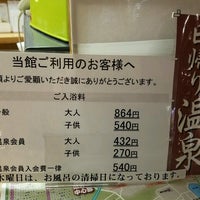 当館ご利用のお客様へ
頃よりご愛顧いただき誠にありがとうございます。
ご入浴料
般 大人 864円
子供 540円
温泉会員 大人 432円
子供 270円
温泉会員入会費一律 540円
木曜日は、お風呂の清掃日になっております。
日帰り温泉